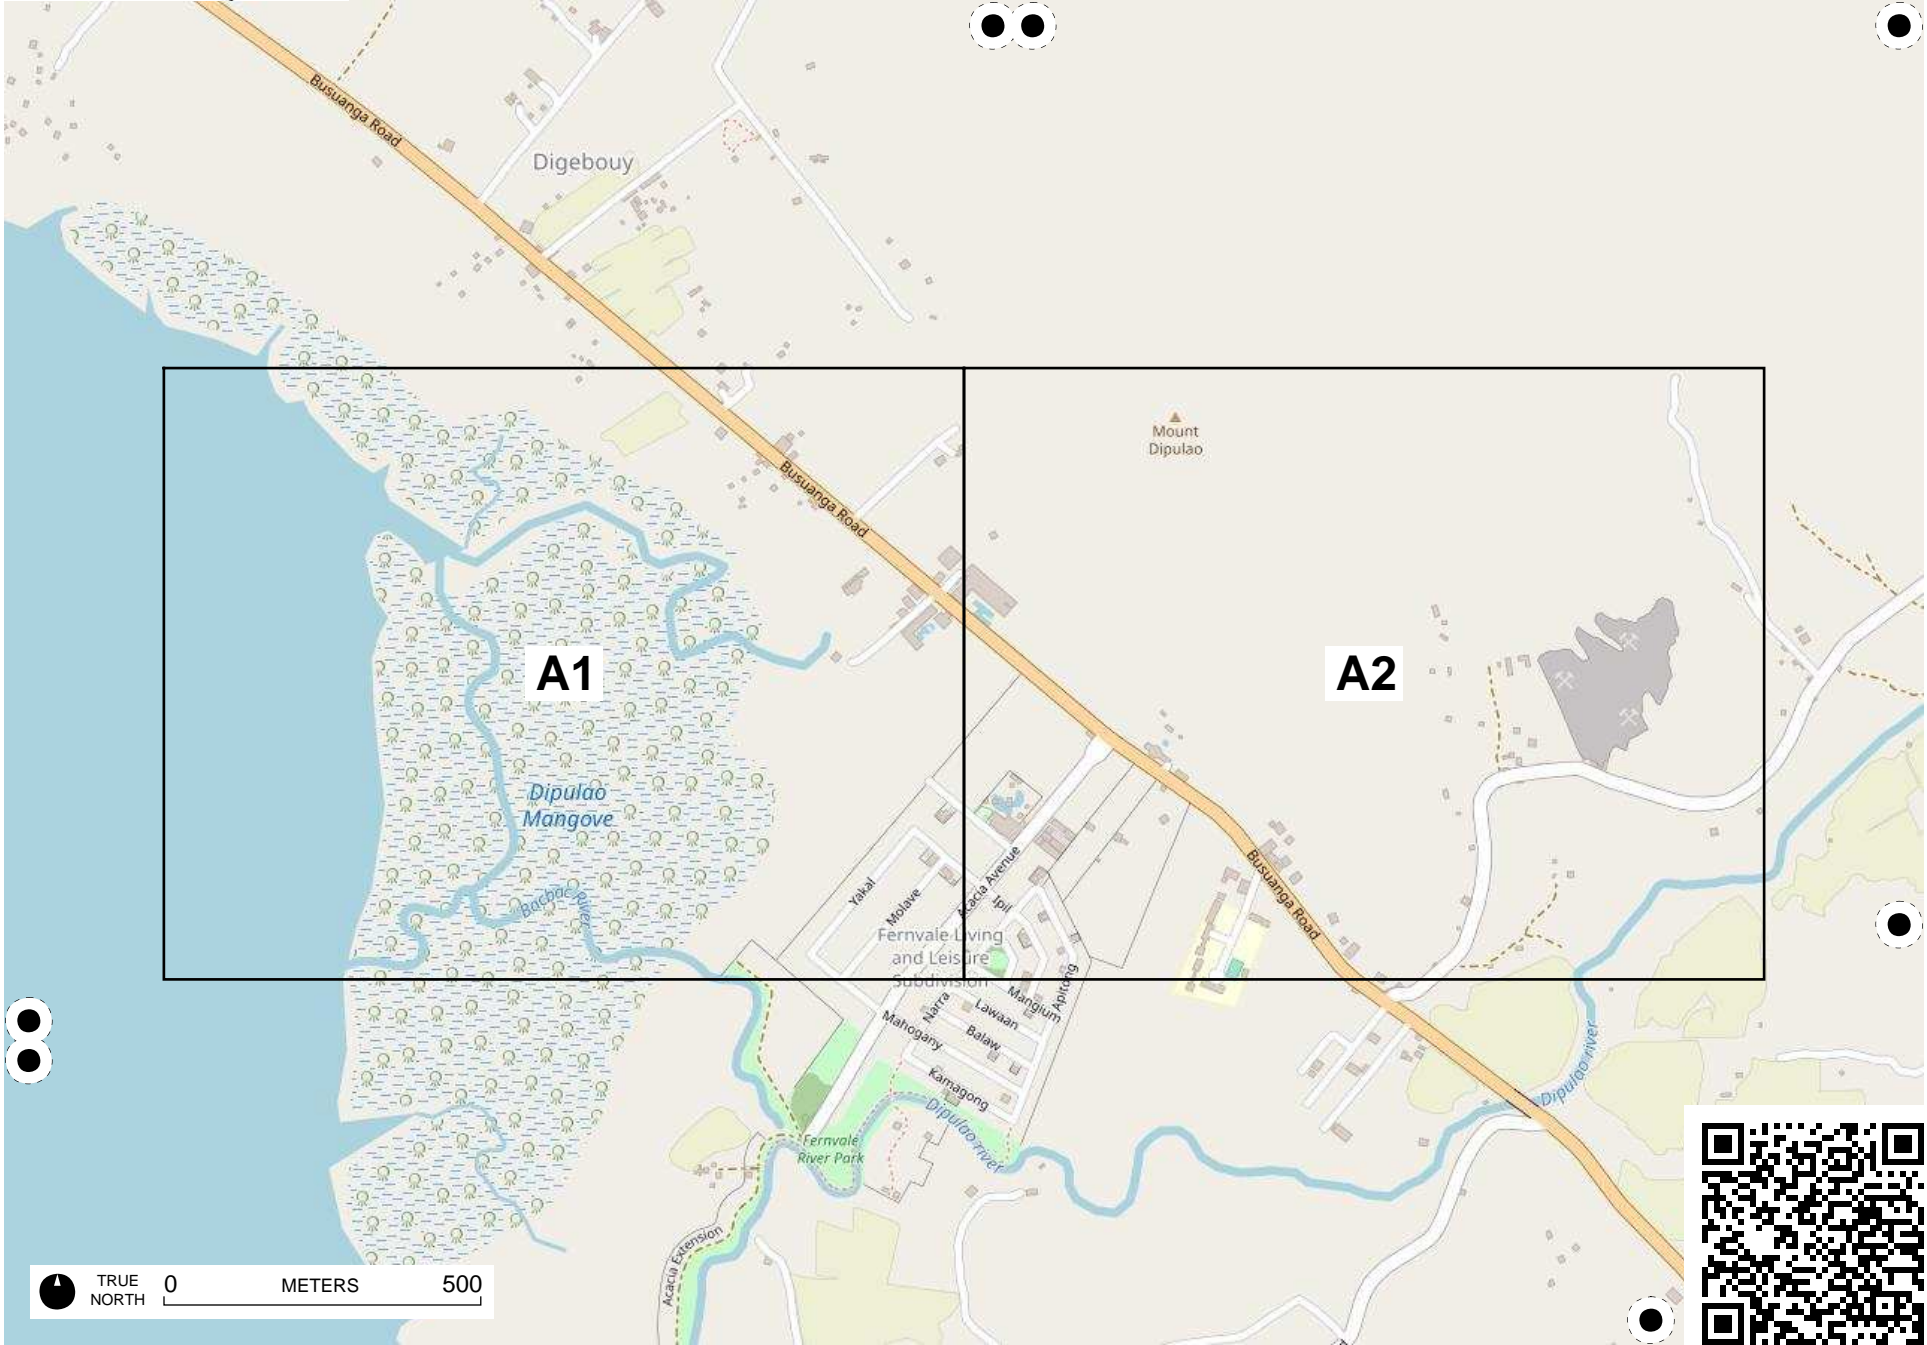 Busuanga Road
Digebouy
Mount
Dipulao
Busuanga Road
A1
A2
Dipulao
Mangove
Yakal
Molave
Acacia Avenue
Ipil
Busuanga Road
Bacbac River
Fernvale Living
and Leisure
Subdivision
Narra
Mangium
Apitong
Lawaan
Mahogany
Balaw
Kamagong
Dipulao river
Dipulao river
Fernvale
River Park
Acacia Extension
TRUE
NORTH
0 METERS 500